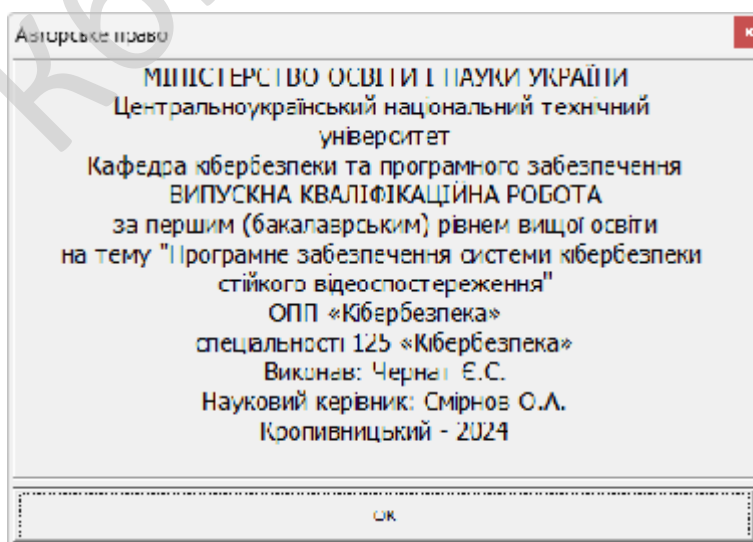 Авторське право
МІНІСТЕРСТВО ОСВІТИ І НАУКИ УКРАЇНИ
Центральноукраїнський національний технічний
університет
Кафедра кібербезпеки та програмного забезпечення
ВИПУСКНА КВАЛІФІКАЦІЙНА РОБОТА
за першим (бакалаврським) рівнем вищої освіти
на тему "Програмне забезпечення системи кібербезпеки
стійкого відеоспостереження"
ОПП «Кібербезпека»
спеціальності 125 «Кібербезпека»
Виконав: Чернат Є.С.
Науковий керівник: Смірнов О.А.
Кропивницький - 2024
ОК